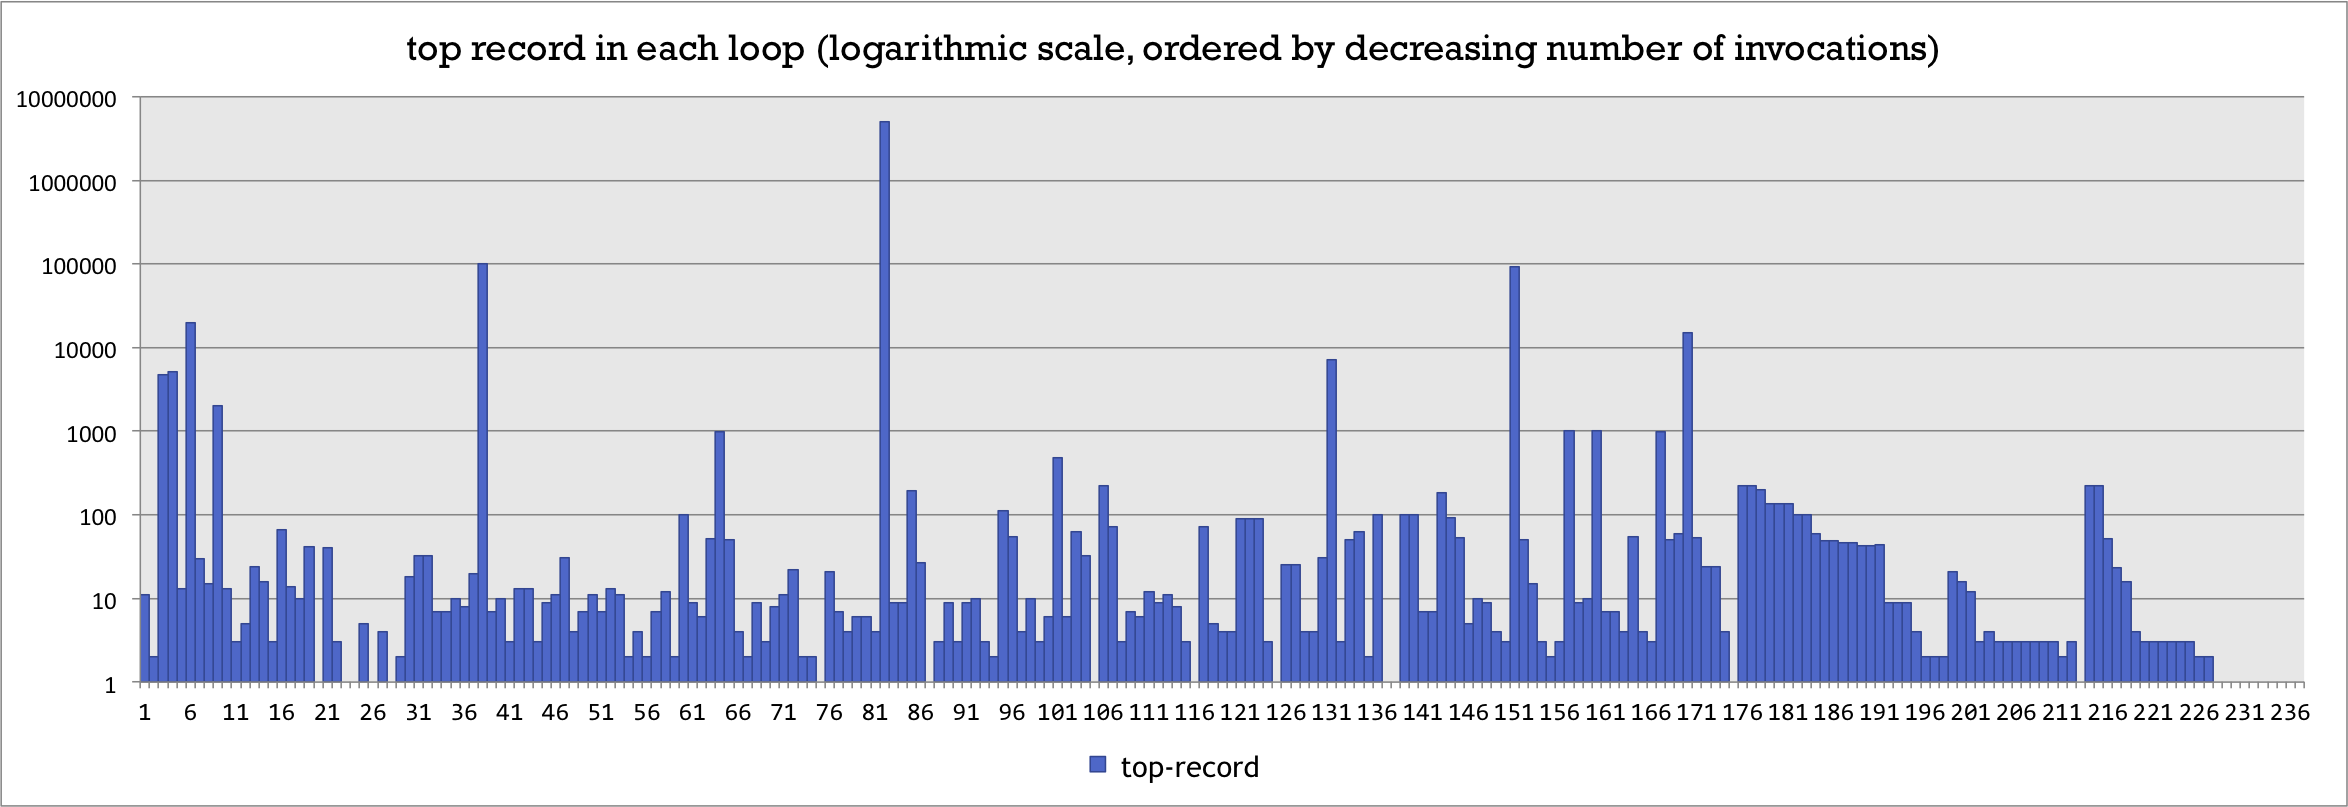 top record in each loop (logarithmic scale, ordered by decreasing number of invocations)
10000000
1000000
100000
10000
1000
100
10
1
1 6 11 16 21 26 31 36 41 46 51 56 61 66 71 76 81 86 91 96 101 106 111 116 121 126 131 136 141 146 151 156 161 166 171 176 181 186 191 196 201 206 211 216 221 226 231 236
top-record